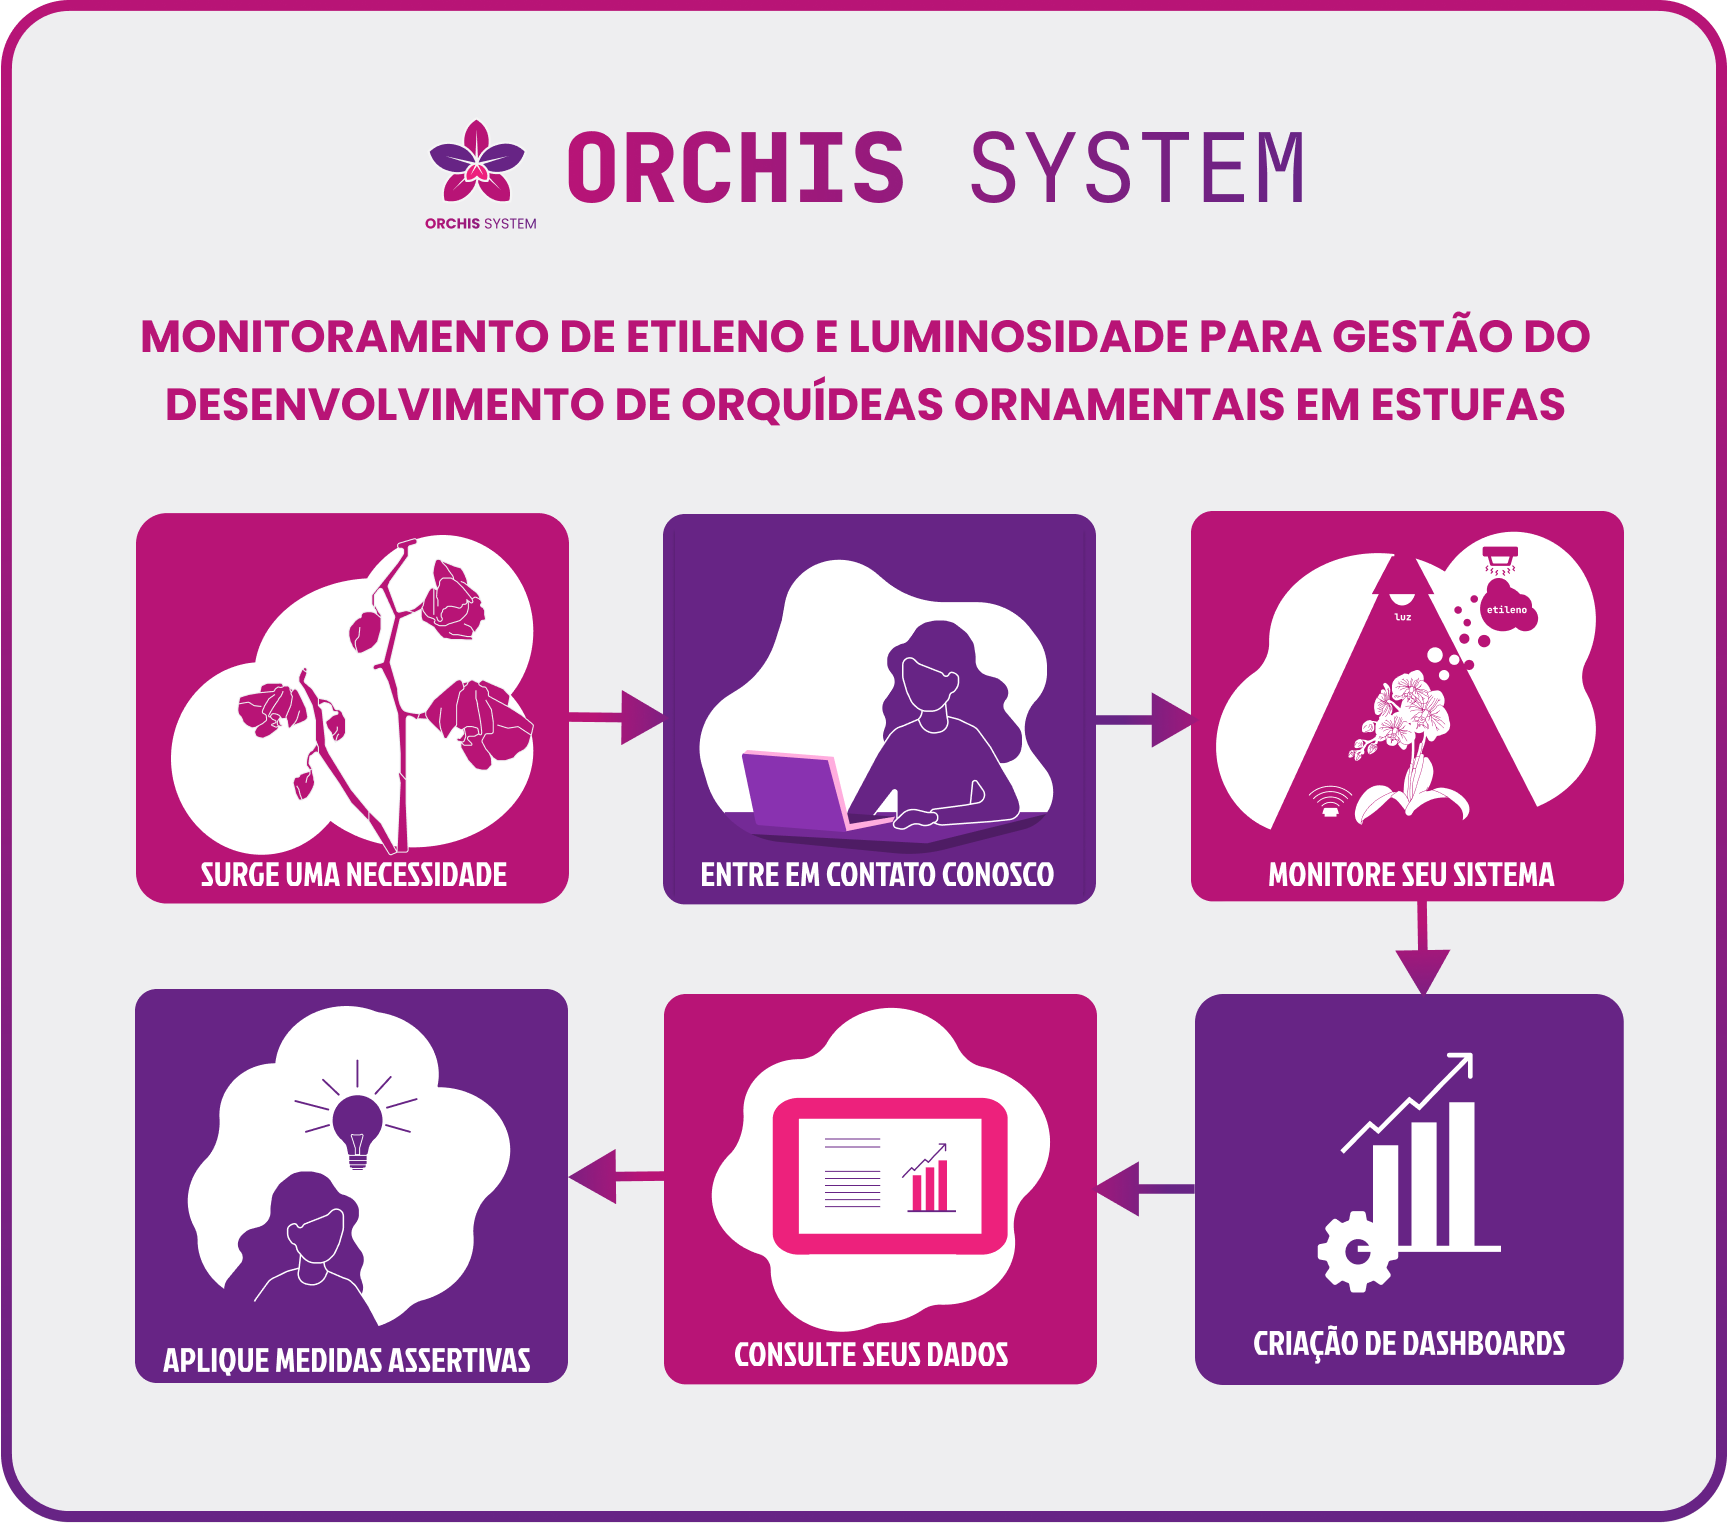 ORCHIS SYSTEM
ORCHIS SYSTEM
MONITORAMENTO DE ETILENO E LUMINOSIDADE PARA GESTÃO DO
DESENVOLVIMENTO DE ORQUÍDEAS ORNAMENTAIS EM ESTUFAS
SURGE UMA NECESSIDADE
ENTRE EM CONTATO CONOSCO
etileno
luz
MONITORE SEU SISTEMA
APLIQUE MEDIDAS ASSERTIVAS
CONSULTE SEUS DADOS
CRIAÇÃO DE DASHBOARDS